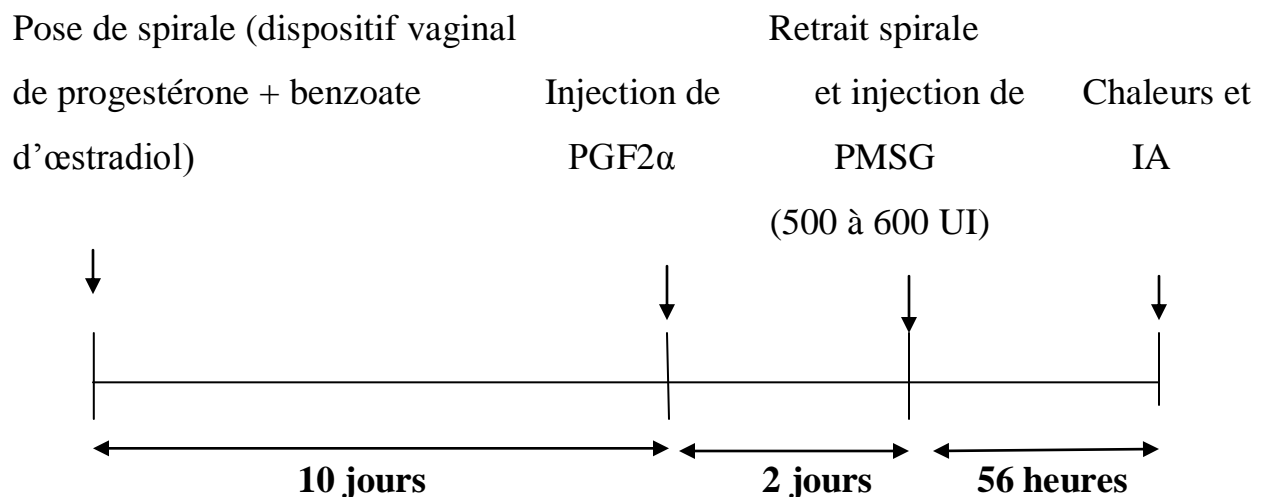 Pose de spirale (dispositif vaginal
de progestérone + benzoate
d’œstradiol)
Injection de
PGF2α
Retrait spirale
et injection de
PMSG
(500 à 600 UI)
Chaleurs et
IA
10 jours
2 jours
56 heures